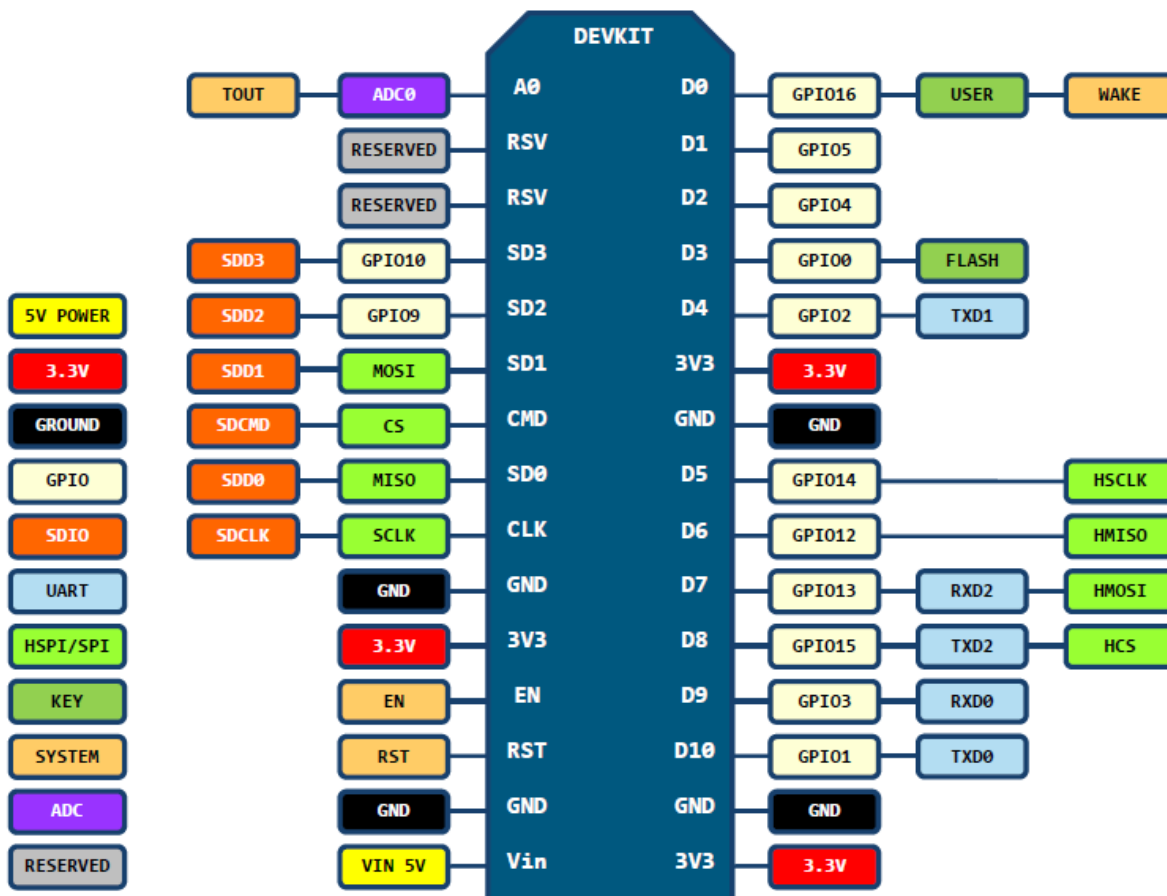 DEVKIT
TOUT ADC0 A0 D0 GPIO16 USER WAKE
RESERVED RSV D1 GPIO5
RESERVED RSV D2 GPIO4
SDD3 GPIO10 SD3 D3 GPIO0 FLASH
5V POWER SDD2 GPIO9 SD2 D4 GPIO2 TXD1
3.3V SDD1 MOSI SD1 3V3 3.3V
GROUND SDCMD CS CMD GND GND
GPIO SDD0 MISO SD0 D5 GPIO14 HSCLK
SDIO SDCLK SCLK CLK D6 GPIO12 HMISO
UART GND GND D7 GPIO13 RXD2 HMOSI
HSPI/SPI 3.3V 3V3 D8 GPIO15 TXD2 HCS
KEY EN EN D9 GPIO3 RXD0
SYSTEM RST RST D10 GPIO1 TXD0
ADC GND GND GND GND
RESERVED VIN 5V Vin 3V3 3.3V